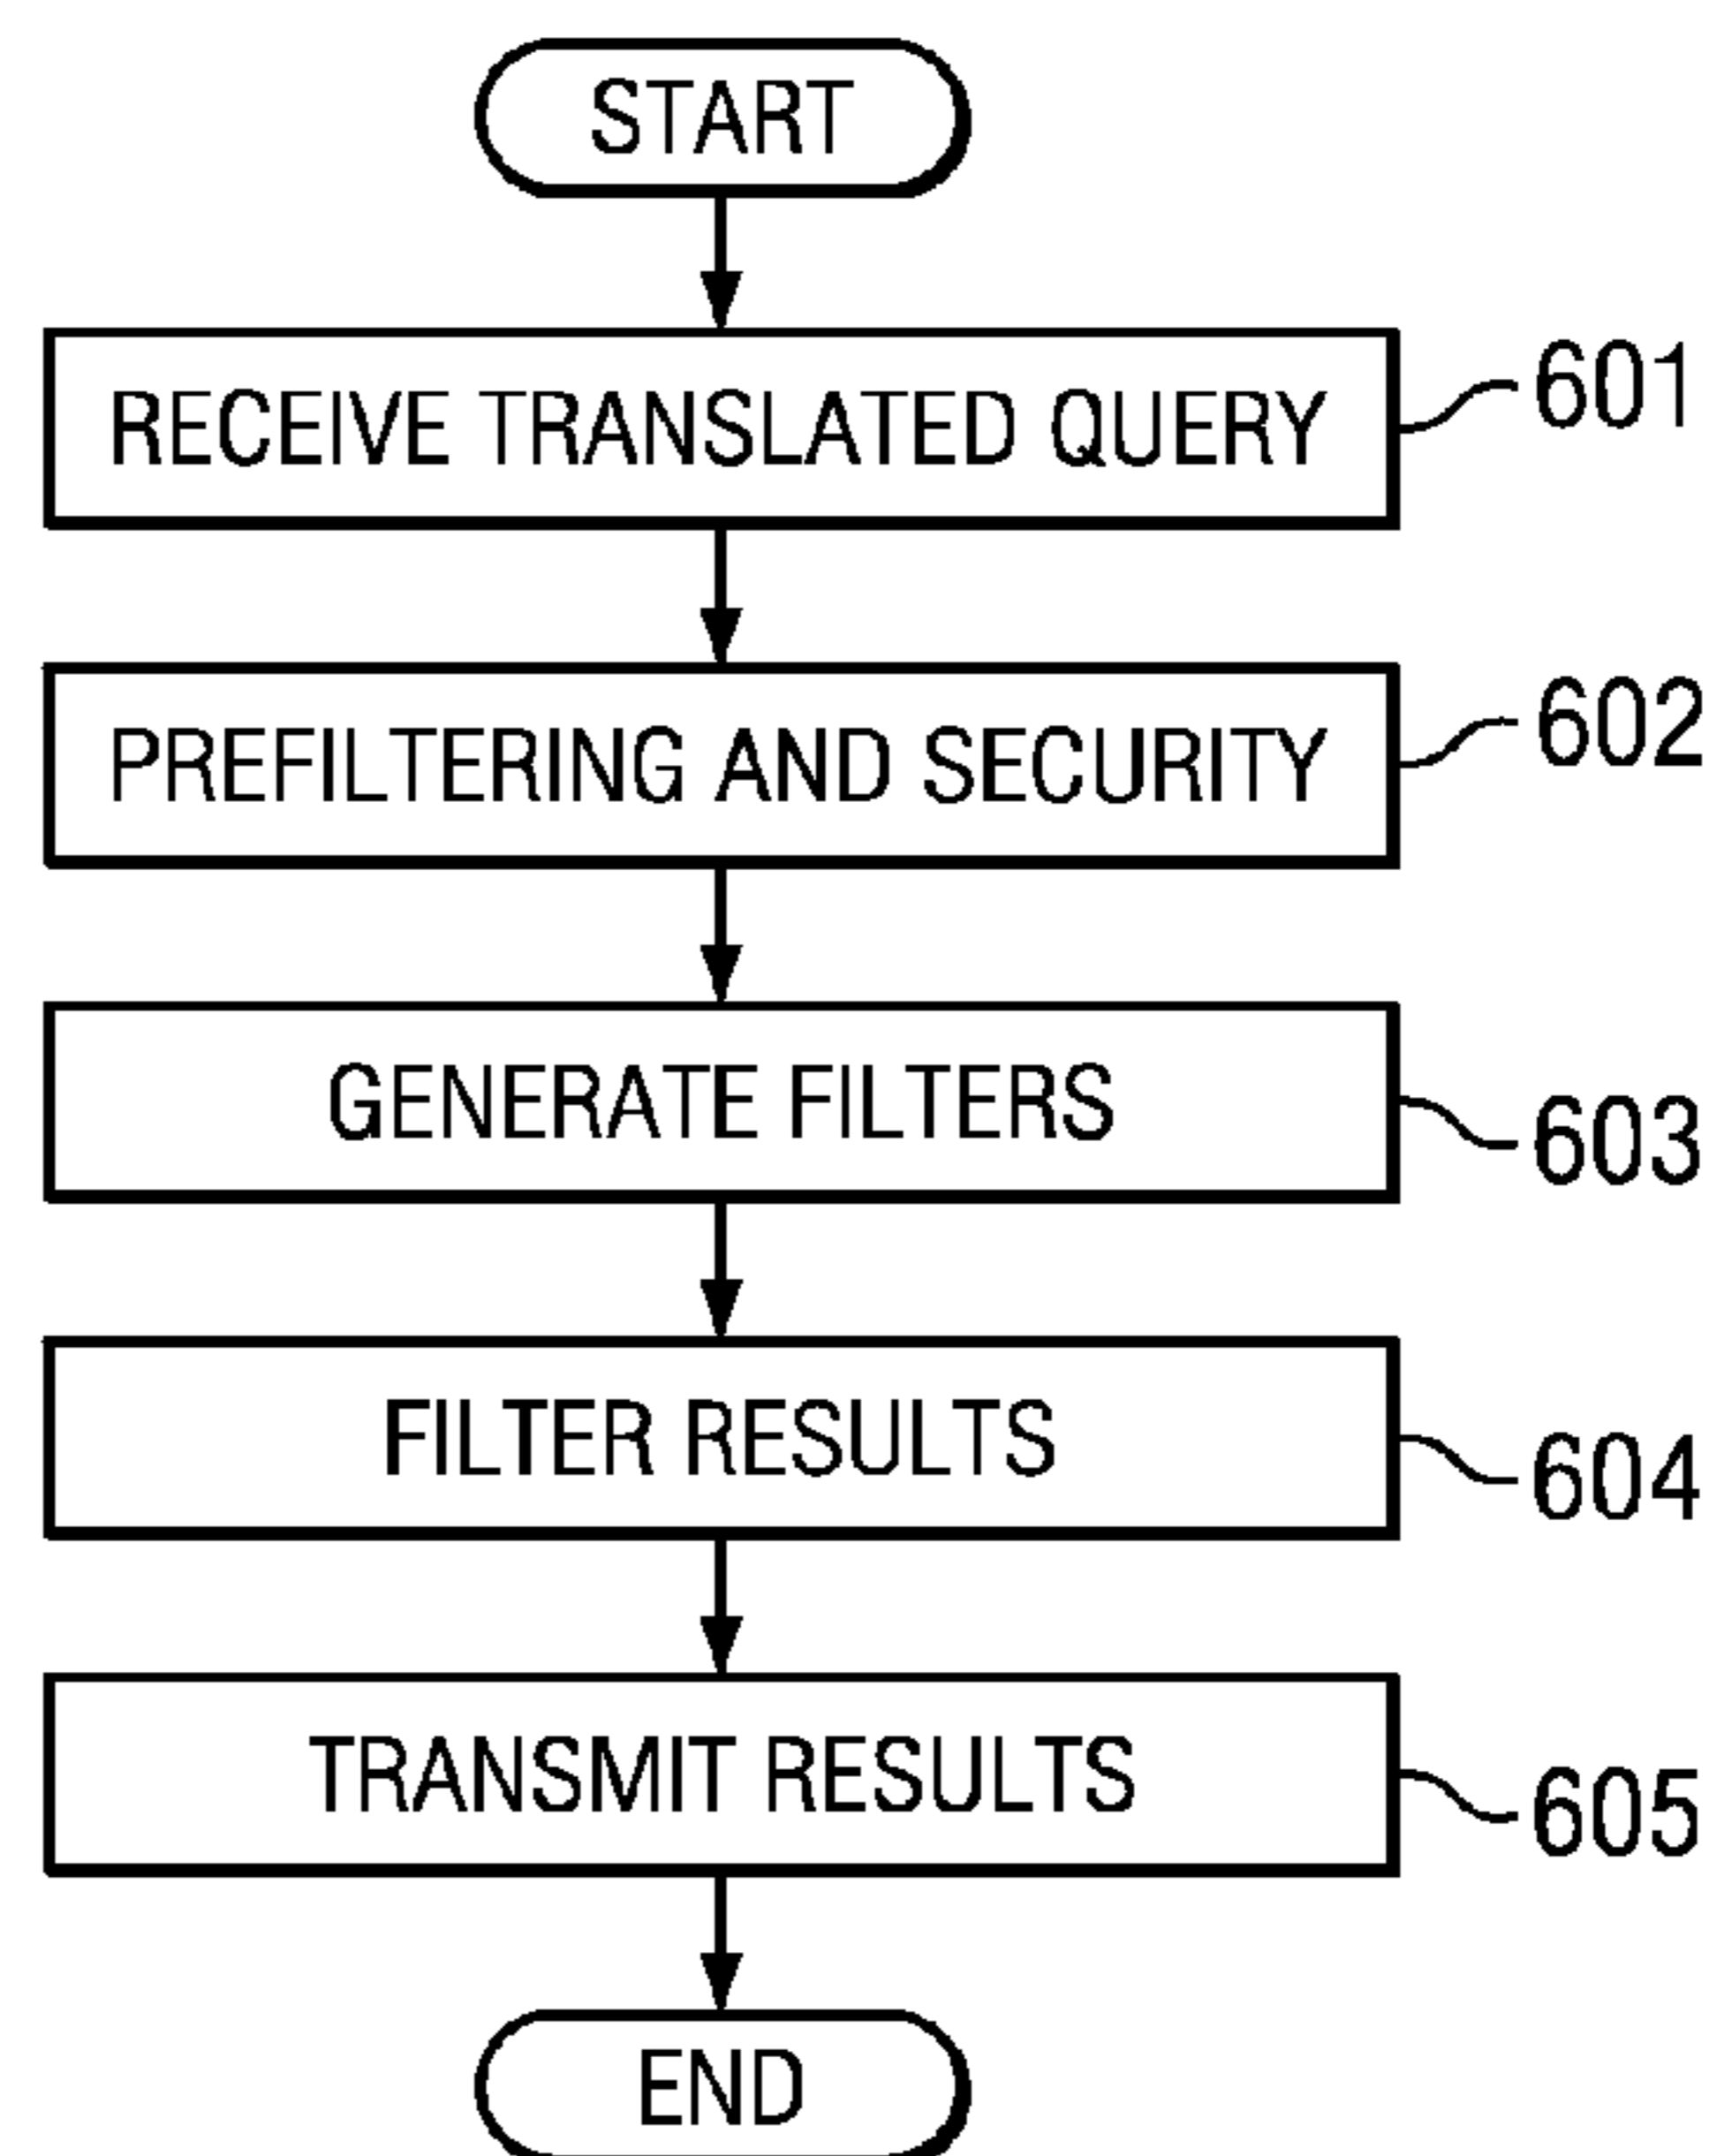 START
RECEIVE TRANSLATED QUERY
601
PREFILTERING AND SECURITY
602
GENERATE FILTERS
603
FILTER RESULTS
604
TRANSMIT RESULTS
605
END